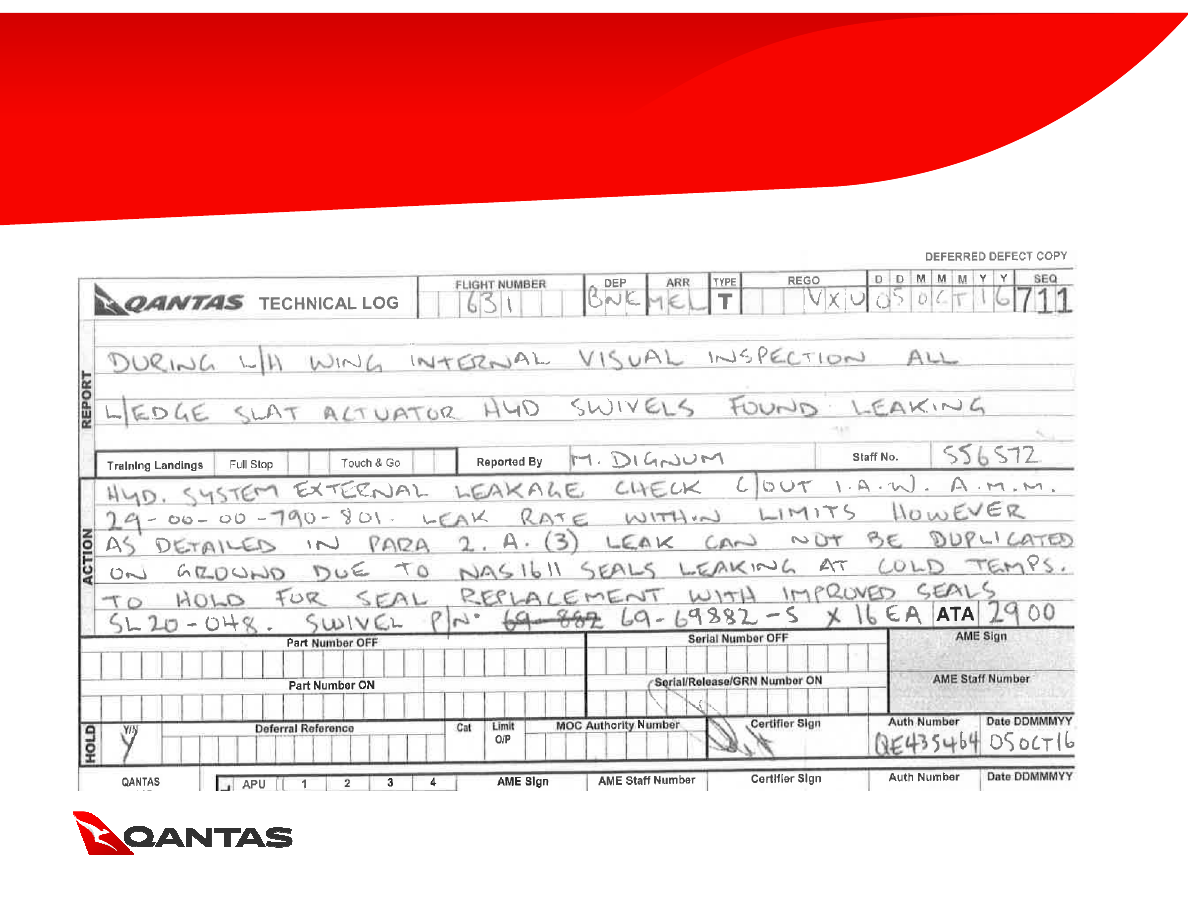 DEFERRED DEFECT COPY
QANTAS TECHNICAL LOG FLIGHT NUMBER 631 DEP BNE ARR MEL TYPE T REGO VXU D D M M M Y Y 05 OCT 16 SEQ 711
REPORT
DURING L/H WING INTERNAL VISUAL INSPECTION ALL
L/EDGE SLAT ACTUATOR HYD SWIVELS FOUND LEAKING
Training Landings Full Stop Touch & Go Reported By M. DIGNUM Staff No. 556572
ACTION
HYD. SYSTEM EXTERNAL LEAKAGE CHECK C/OUT I.A.W. A.M.M.
29-00-00-790-801. LEAK RATE WITHIN LIMITS HOWEVER
AS DETAILED IN PARA 2. A. (3) LEAK CAN NOT BE DUPLICATED
ON GROUND DUE TO NAS1611 SEALS LEAKING AT COLD TEMPS.
TO HOLD FOR SEAL REPLACEMENT WITH IMPROVED SEALS
SL20-048. SWIVEL P/N° 69-882 69-69882-5 X 16 EA ATA 2900
Part Number OFF Serial Number OFF AME Sign
Part Number ON Serial/Release/GRN Number ON AME Staff Number
HOLD Y/N Y Deferral Reference Cat Limit O/P MOC Authority Number Certifier Sign Auth Number QE435464 Date DDMMMYY 05OCT16
QANTAS APU 1 2 3 4 AME Sign AME Staff Number Certifier Sign Auth Number Date DDMMMYY
QANTAS